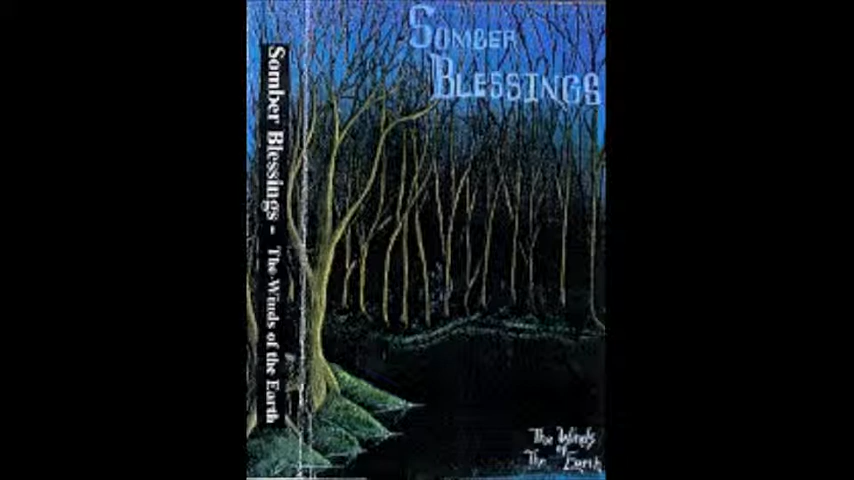 SOMBER
BLESSINGS
Somber Blessings - The Winds of the Earth
The Winds
of
The Earth